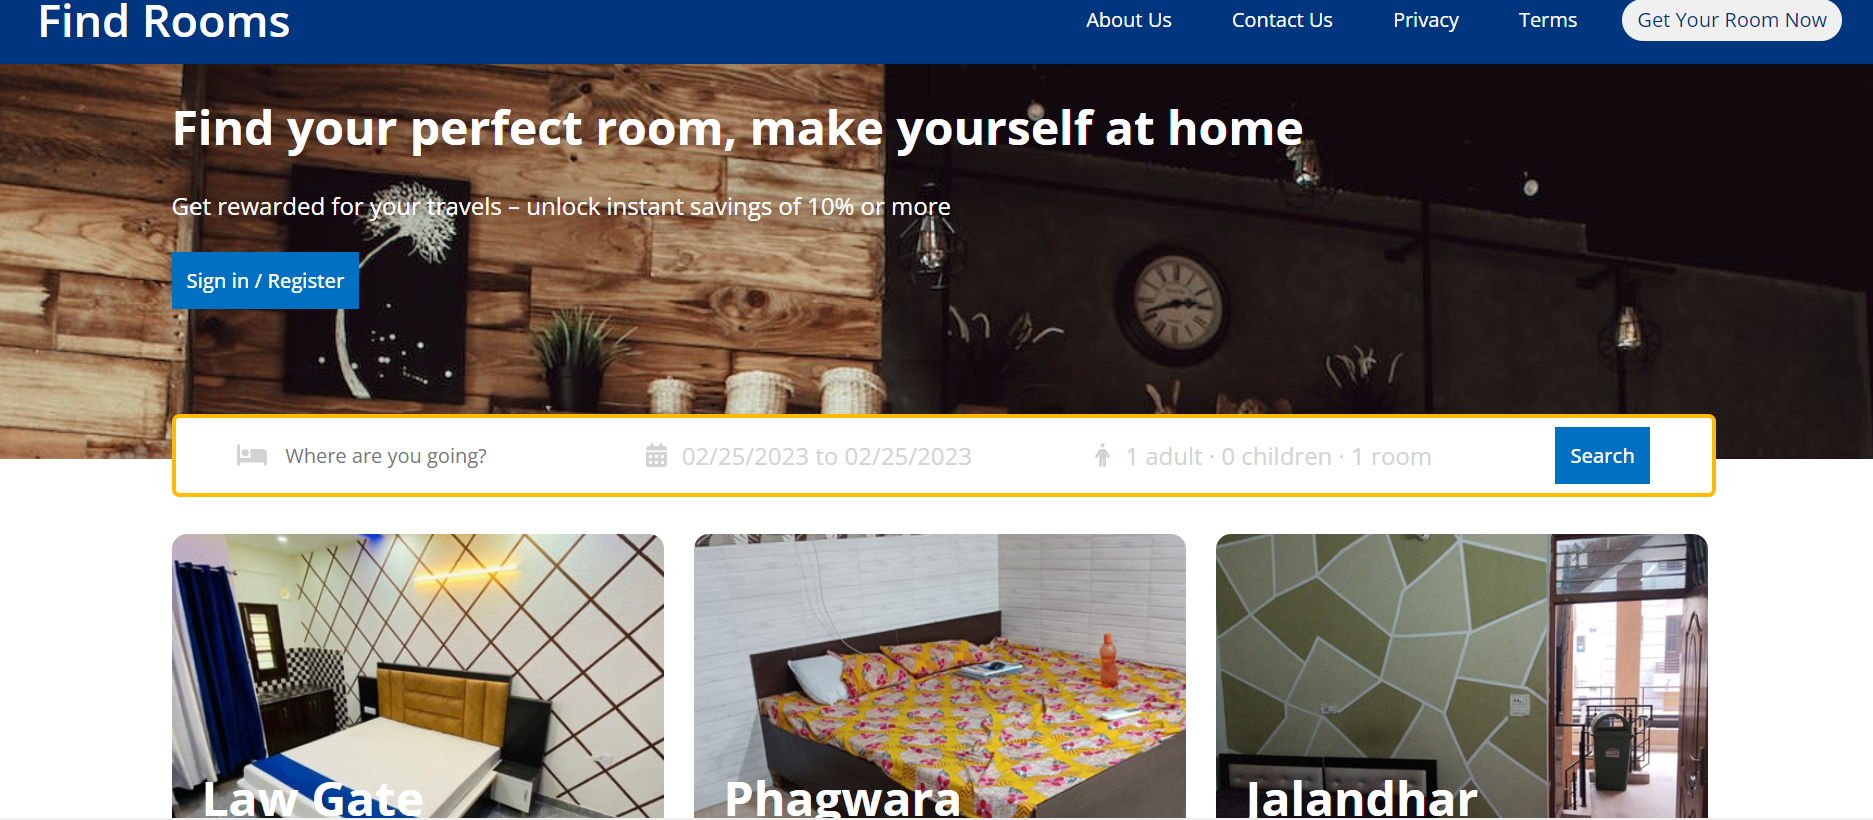 Find Rooms
About Us Contact Us Privacy Terms Get Your Room Now
Find your perfect room, make yourself at home
Get rewarded for your travels – unlock instant savings of 10% or more
Sign in / Register
Where are you going? 02/25/2023 to 02/25/2023 1 adult · 0 children · 1 room Search
Law Gate
Phagwara
Jalandhar